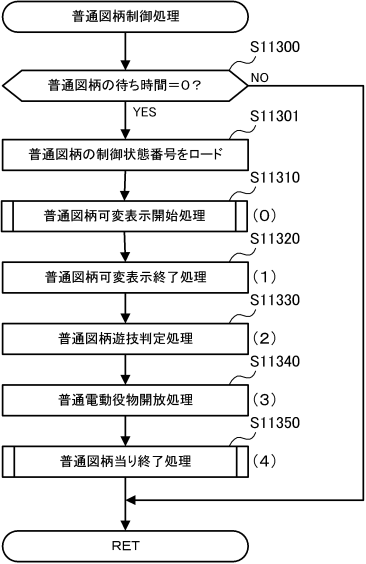 普通図柄制御処理
S11300
普通図柄の待ち時間＝０？
NO
YES
S11301
普通図柄の制御状態番号をロード
S11310
普通図柄可変表示開始処理
(０)
S11320
普通図柄可変表示終了処理
(１)
S11330
普通図柄遊技判定処理
(２)
S11340
普通電動役物開放処理
(３)
S11350
普通図柄当り終了処理
(４)
RET